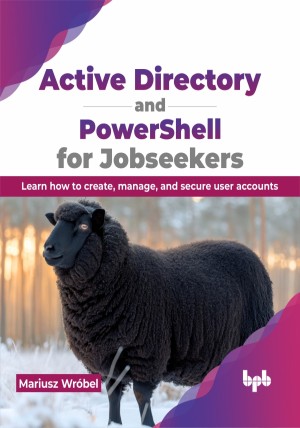 Active Directory
and
PowerShell
for Jobseekers
Learn how to create, manage, and secure user accounts
Mariusz Wróbel
bpb